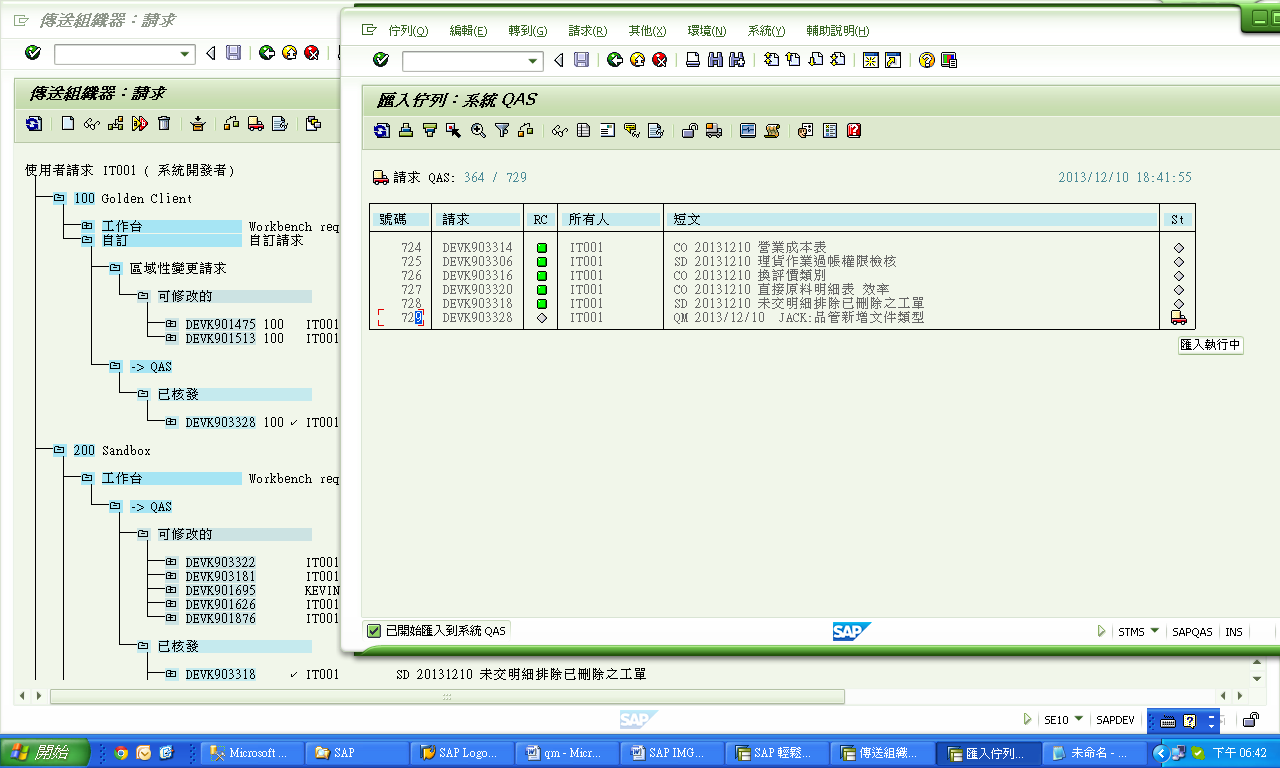 傳送組織器：請求
傳送組織器：請求
使用者請求 IT001 ( 系統開發者)
100 Golden Client
工作台 Workbench req
自訂 自訂請求
區域性變更請求
可修改的
DEVK901475 100 IT001
DEVK901513 100 IT001
-> QAS
已核發
DEVK903328 100 ✓ IT001
200 Sandbox
工作台 Workbench req
-> QAS
可修改的
DEVK903322 IT001
DEVK903181 IT001
DEVK901695 KEVIN
DEVK901626 IT001
DEVK901876 IT001
已核發
DEVK903318 ✓ IT001 SD 20131210 未交明細排除已刪除之工單
SAP
SE10 SAPDEV
佇列(Q) 編輯(E) 轉到(G) 請求(R) 其他(X) 環境(N) 系統(Y) 輔助說明(H)
匯入佇列：系統 QAS
請求 QAS: 364 / 729 2013/12/10 18:41:55
號碼 請求 RC 所有人 短文 St
724 DEVK903314 IT001 CO 20131210 營業成本表
725 DEVK903306 IT001 SD 20131210 理貨作業過帳權限檢核
726 DEVK903316 IT001 CO 20131210 換評價類別
727 DEVK903320 IT001 CO 20131210 直接原料明細表 效率
728 DEVK903318 IT001 SD 20131210 未交明細排除已刪除之工單
729 DEVK903328 IT001 QM 2013/12/10 JACK:品管新增文件類型
匯入執行中
已開始匯入到系統 QAS
SAP
STMS SAPQAS INS
開始 Microsoft ... SAP SAP Logo... qm - Micr... SAP IMG... SAP 輕鬆... 傳送組織... 匯入佇列... 未命名 - ... 下午 06:42